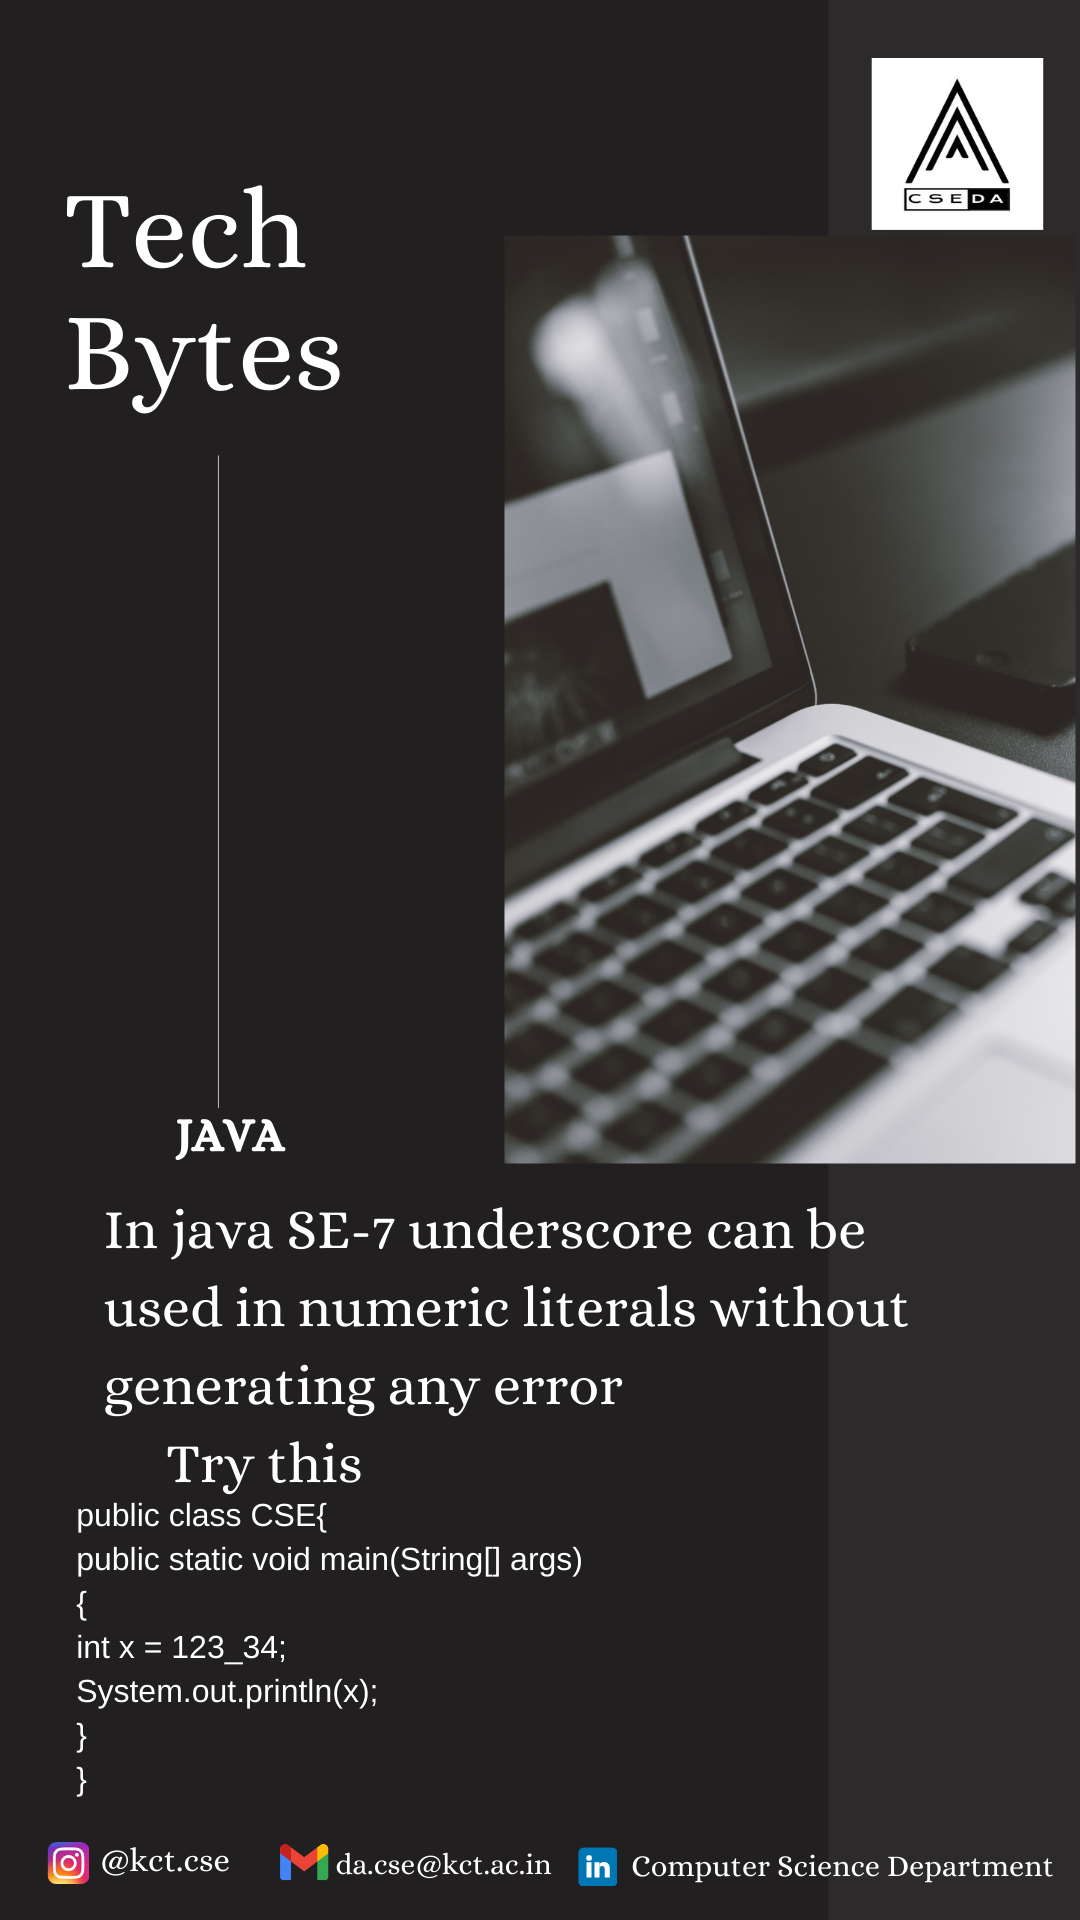 CSEDA
Tech
Bytes
JAVA
In java SE-7 underscore can be
used in numeric literals without
generating any error
Try this
public class CSE{
public static void main(String[] args)
{
int x = 123_34;
System.out.println(x);
}
}
@kct.cse
da.cse@kct.ac.in
in
Computer Science Department